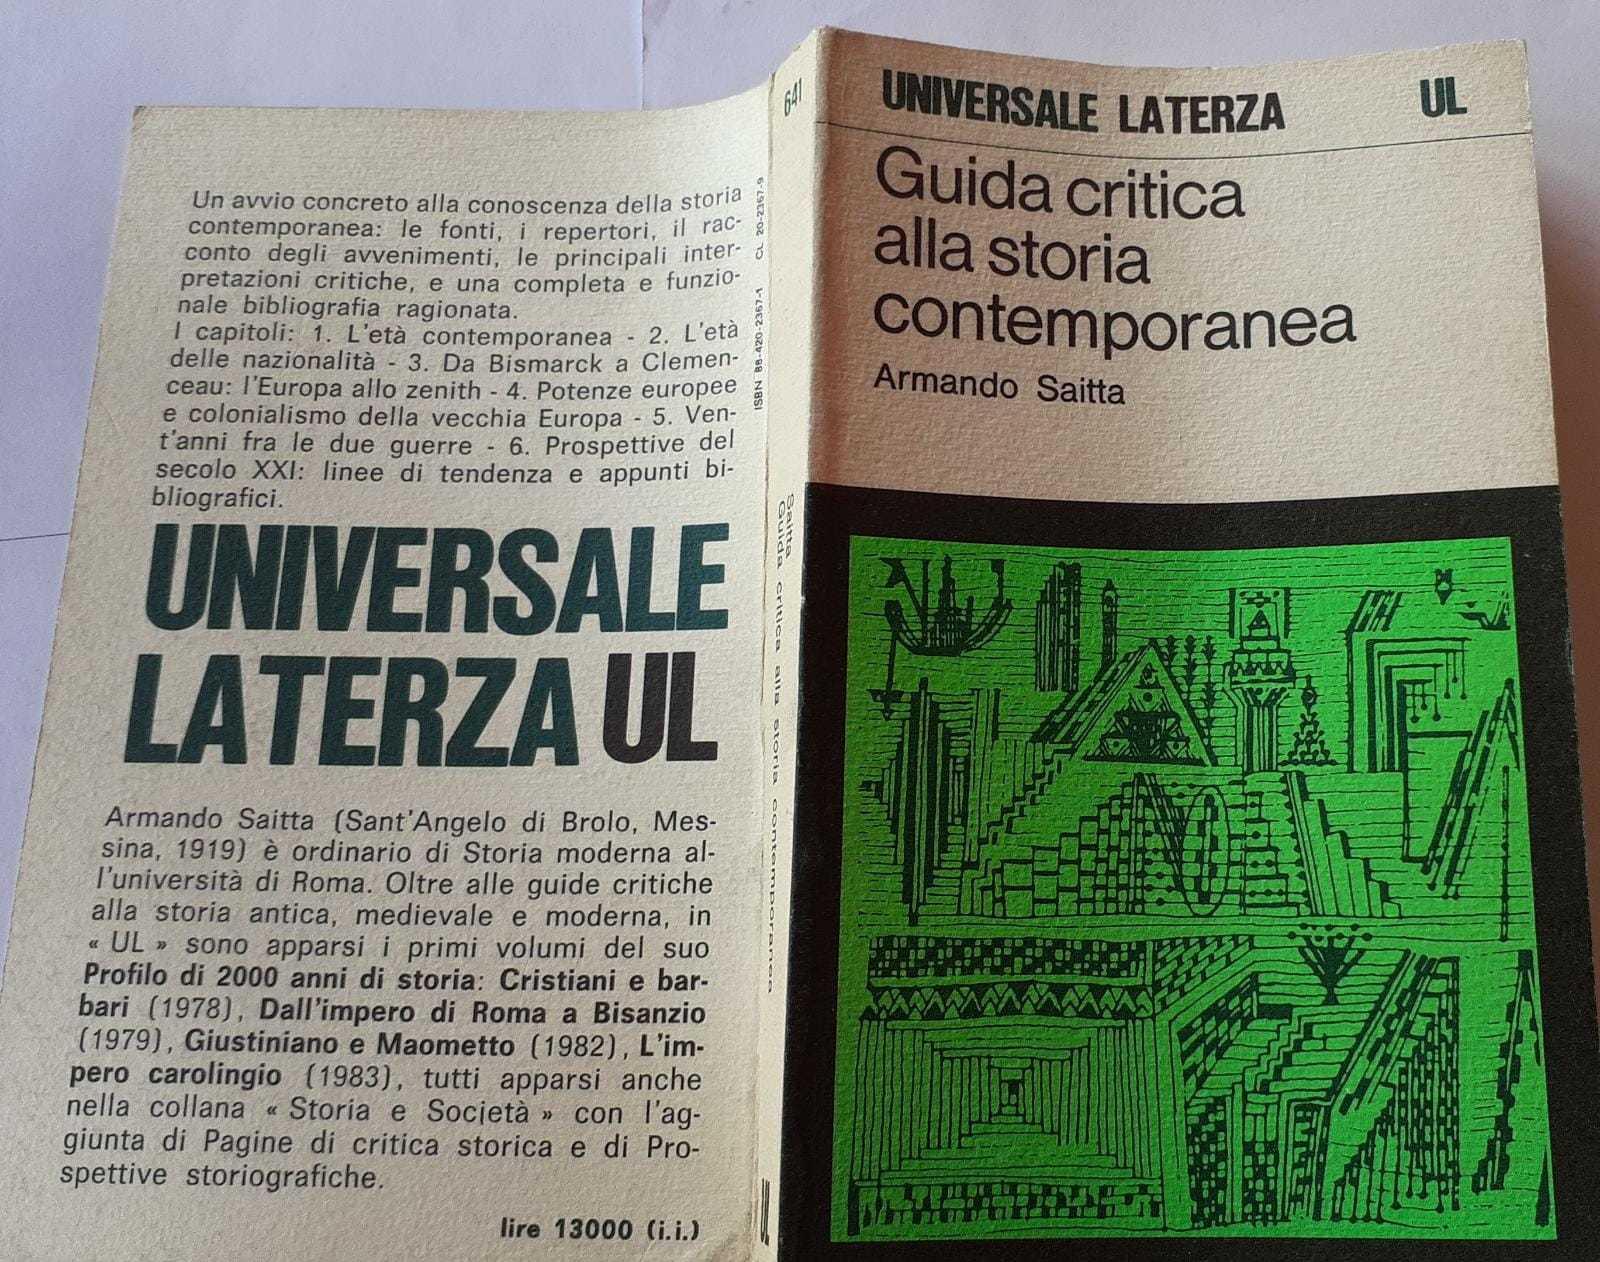 Un avvio concreto alla conoscenza della storia
contemporanea: le fonti, i repertori, il rac-
conto degli avvenimenti, le principali inter-
pretazioni critiche, e una completa e funzio-
nale bibliografia ragionata.
I capitoli: 1. L'età contemporanea - 2. L'età
delle nazionalità - 3. Da Bismarck a Clemen-
ceau: l'Europa allo zenith - 4. Potenze europee
e colonialismo della vecchia Europa - 5. Ven-
t'anni fra le due guerre - 6. Prospettive del
secolo XXI: linee di tendenza e appunti bi-
bliografici.
UNIVERSALE
LATERZA UL
Armando Saitta (Sant'Angelo di Brolo, Mes-
sina, 1919) è ordinario di Storia moderna al-
l'università di Roma. Oltre alle guide critiche
alla storia antica, medievale e moderna, in
« UL » sono apparsi i primi volumi del suo
Profilo di 2000 anni di storia: Cristiani e bar-
bari (1978), Dall'impero di Roma a Bisanzio
(1979), Giustiniano e Maometto (1982), L'im-
pero carolingio (1983), tutti apparsi anche
nella collana « Storia e Società » con l'ag-
giunta di Pagine di critica storica e di Pro-
spettive storiografiche.
lire 13000 (i.i.)
ISBN 88-420-2367-1 CL 20-2367-9
641
Saitta
Guida critica alla storia contemporanea
UNIVERSALE LATERZA UL
Guida critica
alla storia
contemporanea
Armando Saitta